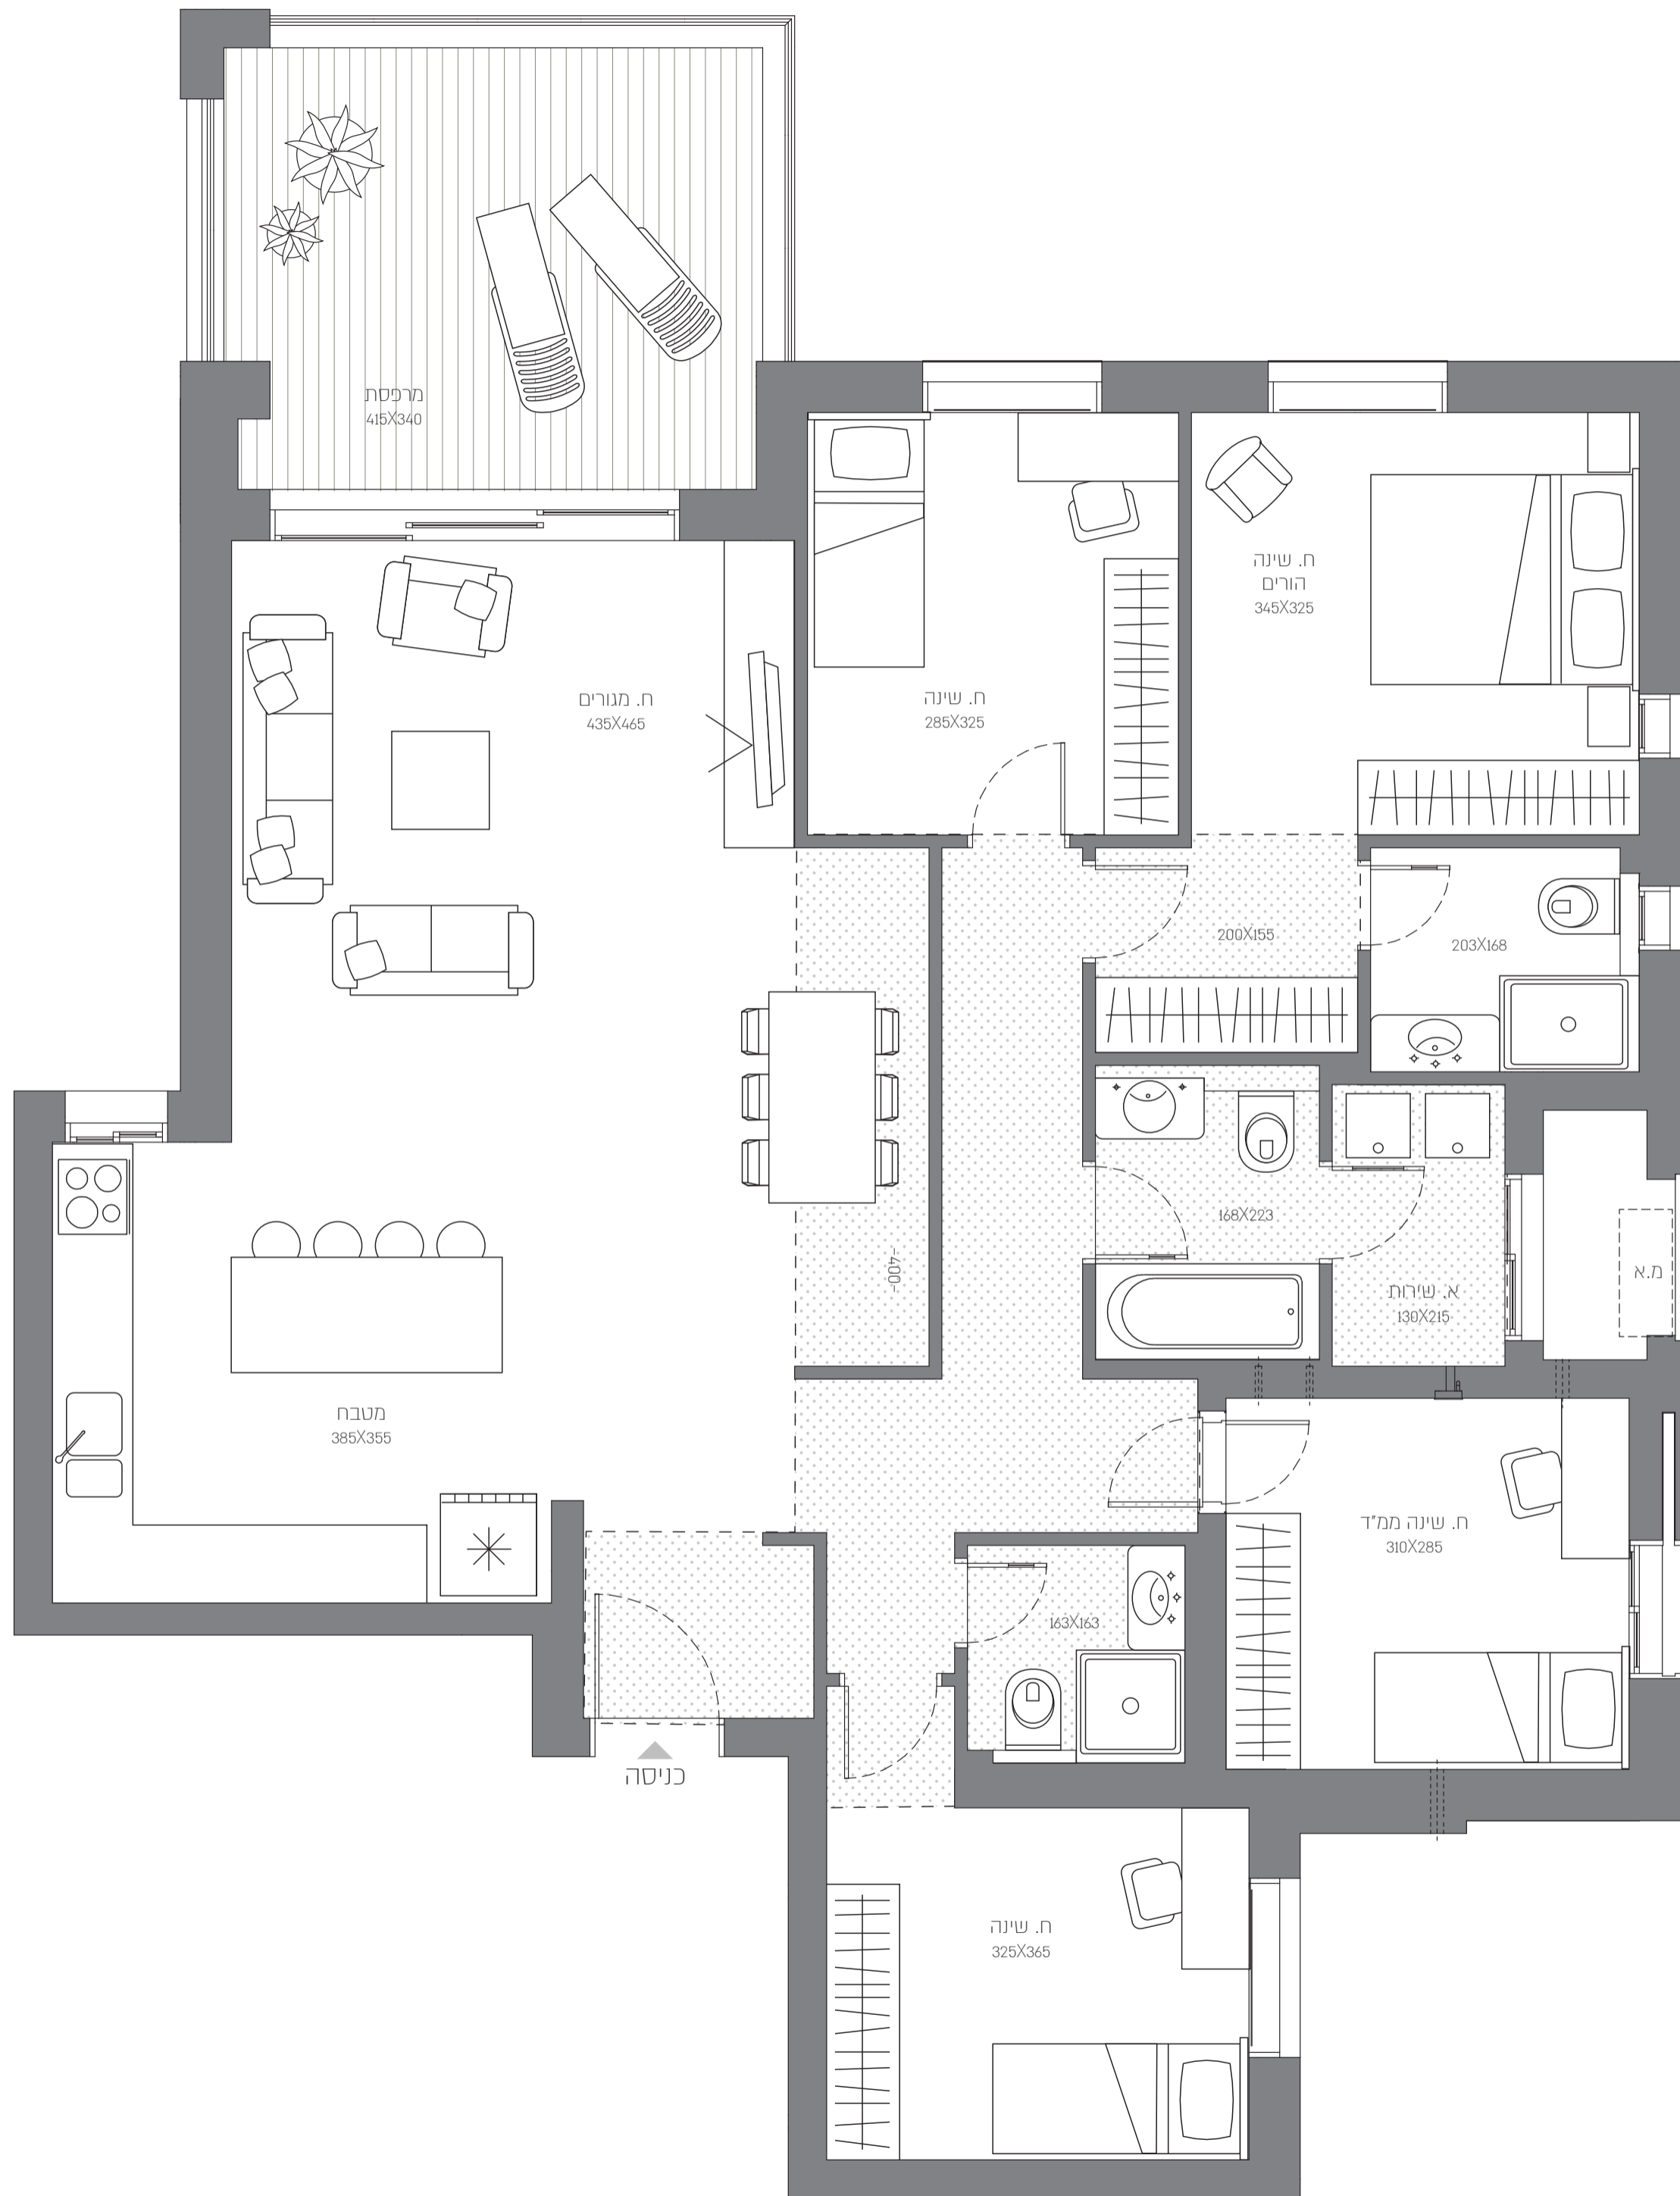 מרפסת
415X340
ח. שינה
הורים
345X325
ח. מגורים
435X465
ח. שינה
285X325
200X155
203X168
168X223
-400-
מ.א
א. שירות
130X215
מטבח
385X355
ח. שינה ממ"ד
310X285
163X163
כניסה
ח. שינה
325X365